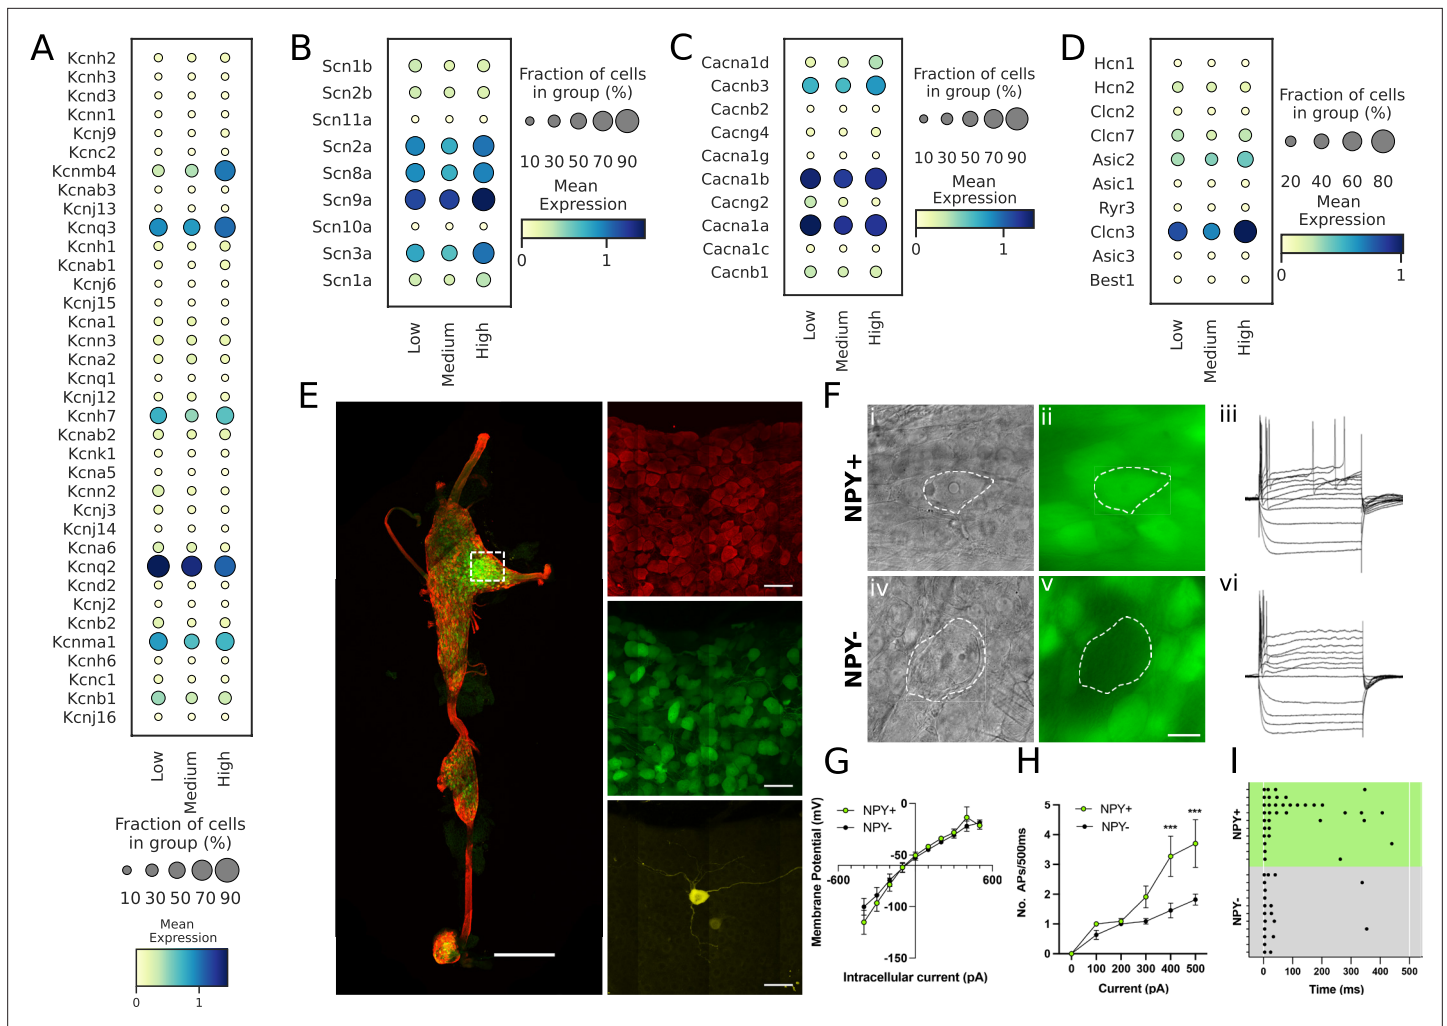 A
Kcnh2
Kcnh3
Kcnd3
Kcnn1
Kcnj9
Kcnc2
Kcnmb4
Kcnab3
Kcnj13
Kcnq3
Kcnh1
Kcnab1
Kcnj6
Kcnj15
Kcna1
Kcnn3
Kcna2
Kcnq1
Kcnj12
Kcnh7
Kcnab2
Kcnk1
Kcna5
Kcnn2
Kcnj3
Kcnj14
Kcna6
Kcnq2
Kcnd2
Kcnj2
Kcnb2
Kcnma1
Kcnh6
Kcnc1
Kcnb1
Kcnj16
Low
Medium
High
Fraction of cells
in group (%)
10 30 50 70 90
Mean
Expression
0 1
B
Scn1b
Scn2b
Scn11a
Scn2a
Scn8a
Scn9a
Scn10a
Scn3a
Scn1a
Low
Medium
High
Fraction of cells
in group (%)
10 30 50 70 90
Mean
Expression
0 1
C
Cacna1d
Cacnb3
Cacnb2
Cacng4
Cacna1g
Cacna1b
Cacng2
Cacna1a
Cacna1c
Cacnb1
Low
Medium
High
Fraction of cells
in group (%)
10 30 50 70 90
Mean
Expression
0 1
D
Hcn1
Hcn2
Clcn2
Clcn7
Asic2
Asic1
Ryr3
Clcn3
Asic3
Best1
Low
Medium
High
Fraction of cells
in group (%)
20 40 60 80
Mean
Expression
0 1
E
F
NPY+
i
ii
iii
NPY-
iv
v
vi
G
NPY+
NPY-
Membrane Potential (mV)
0
-50
-100
-150
-600
600
Intracellular current (pA)
H
NPY+
NPY-
No. APs/500ms
5
4
3
2
1
0
*** ***
0 100 200 300 400 500
Current (pA)
I
NPY+
NPY-
0 100 200 300 400 500
Time (ms)